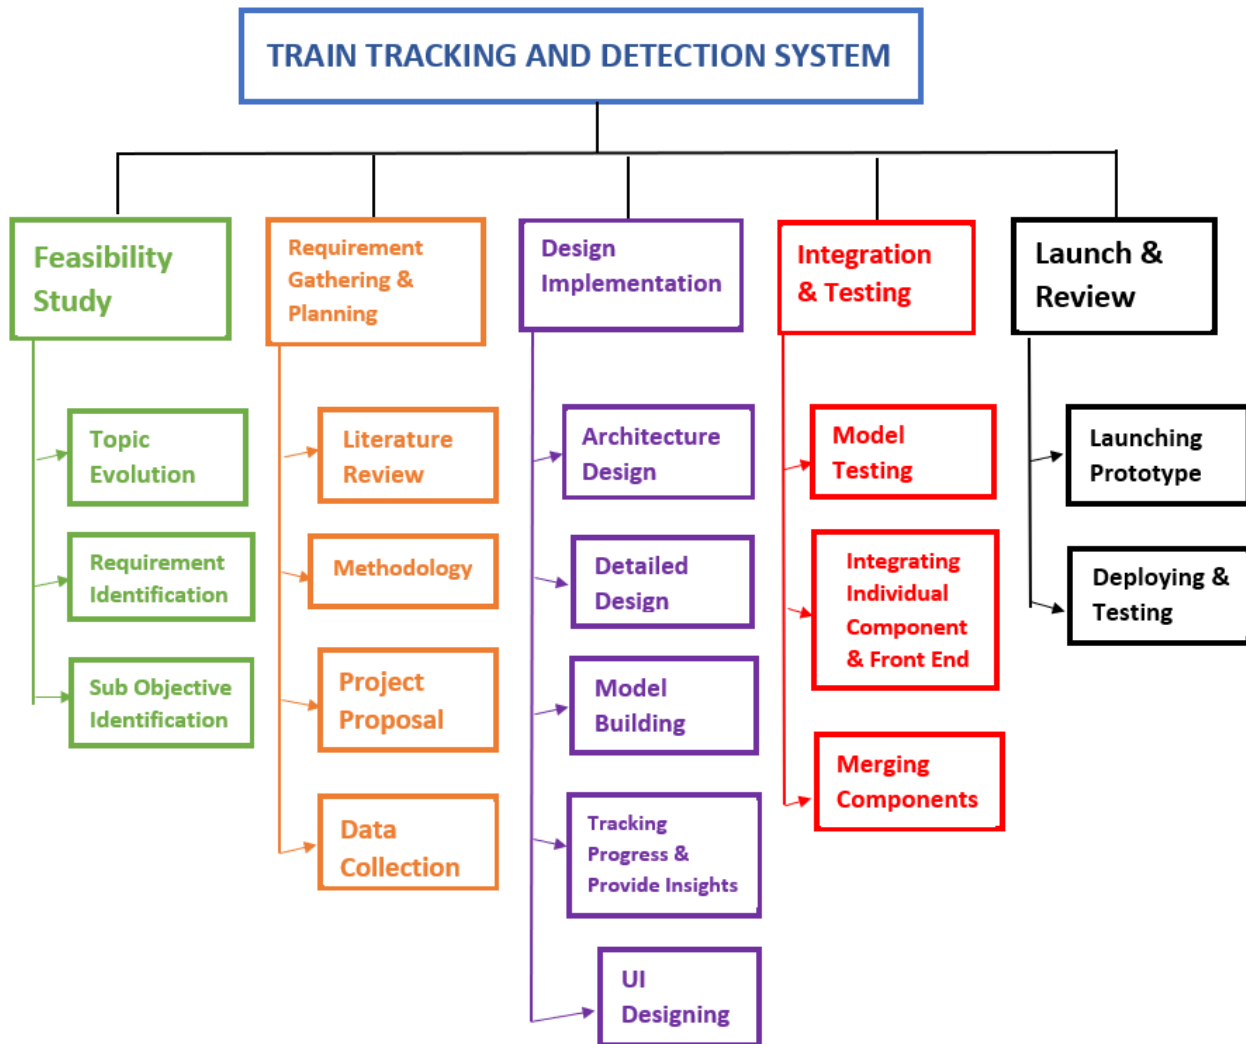 TRAIN TRACKING AND DETECTION SYSTEM
Feasibility
Study
Topic
Evolution
Requirement
Identification
Sub Objective
Identification
Requirement
Gathering &
Planning
Literature
Review
Methodology
Project
Proposal
Data
Collection
Design
Implementation
Architecture
Design
Detailed
Design
Model
Building
Tracking
Progress &
Provide Insights
UI
Designing
Integration
& Testing
Model
Testing
Integrating
Individual
Component
& Front End
Merging
Components
Launch &
Review
Launching
Prototype
Deploying &
Testing